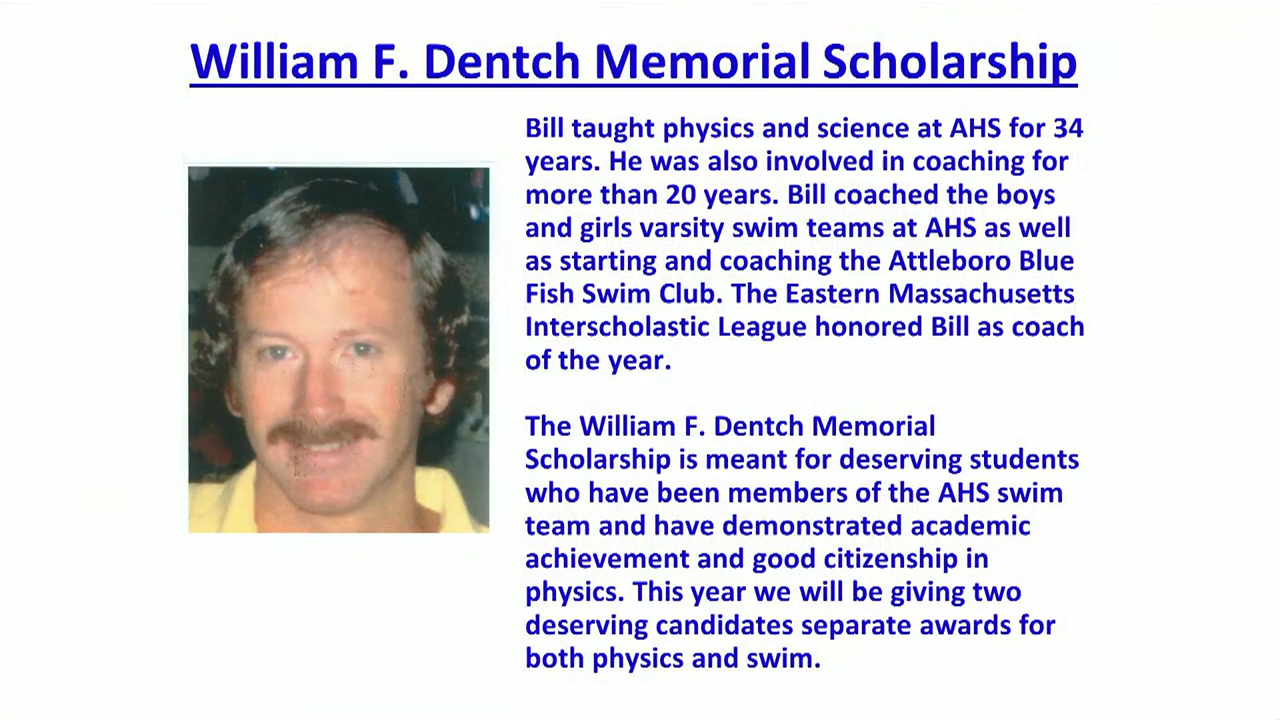 William F. Dentch Memorial Scholarship
Bill taught physics and science at AHS for 34
years. He was also involved in coaching for
more than 20 years. Bill coached the boys
and girls varsity swim teams at AHS as well
as starting and coaching the Attleboro Blue
Fish Swim Club. The Eastern Massachusetts
Interscholastic League honored Bill as coach
of the year.
The William F. Dentch Memorial
Scholarship is meant for deserving students
who have been members of the AHS swim
team and have demonstrated academic
achievement and good citizenship in
physics. This year we will be giving two
deserving candidates separate awards for
both physics and swim.